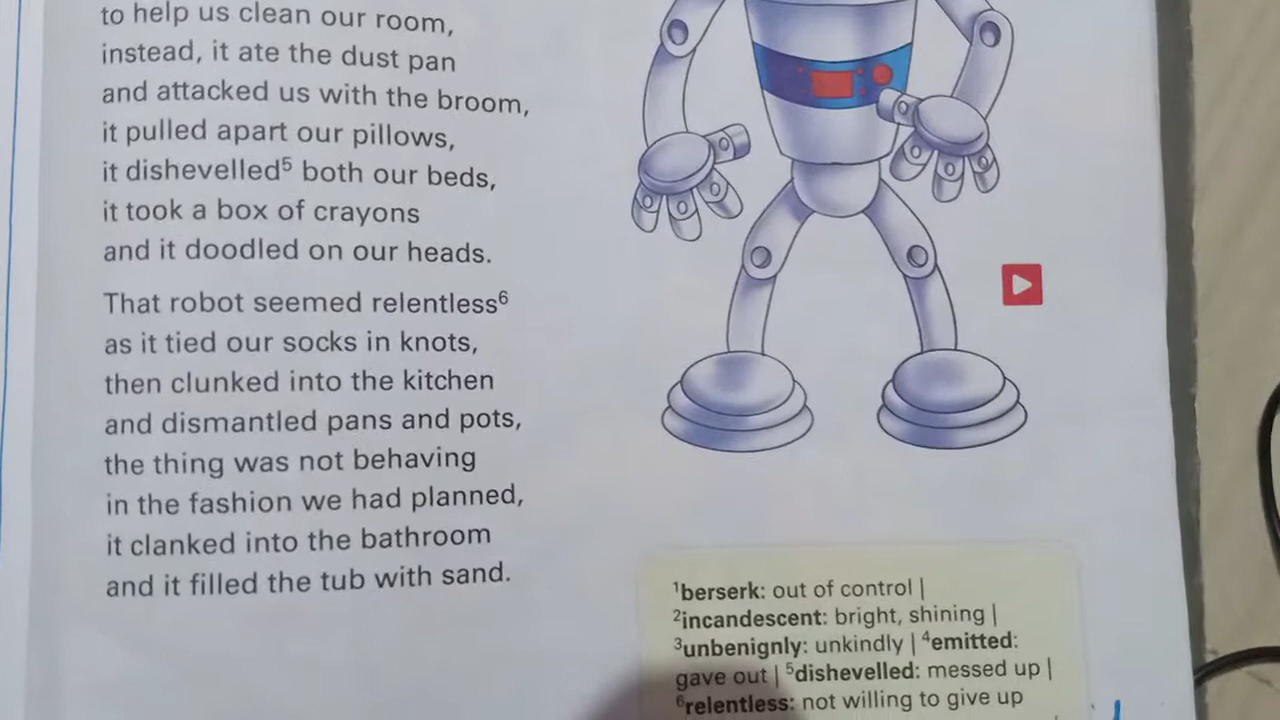 to help us clean our room,
instead, it ate the dust pan
and attacked us with the broom,
it pulled apart our pillows,
it dishevelled⁵ both our beds,
it took a box of crayons
and it doodled on our heads.
That robot seemed relentless⁶
as it tied our socks in knots,
then clunked into the kitchen
and dismantled pans and pots,
the thing was not behaving
in the fashion we had planned,
it clanked into the bathroom
and it filled the tub with sand.
¹berserk: out of control |
²incandescent: bright, shining |
³unbenignly: unkindly | ⁴emitted:
gave out | ⁵dishevelled: messed up |
⁶relentless: not willing to give up